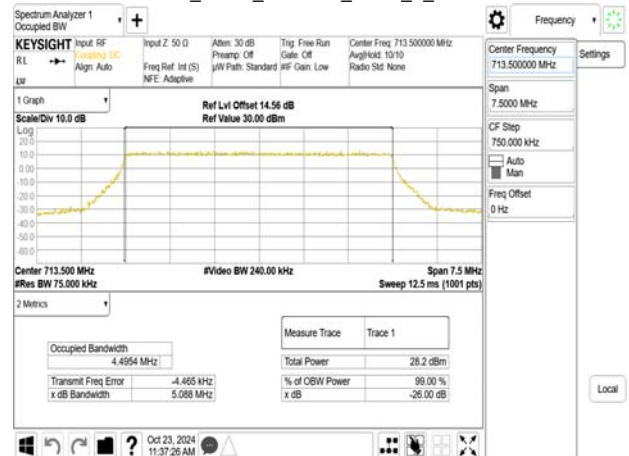 Spectrum Analyzer 1
Occupied BW
Frequency
KEYSIGHT
RL
Input: RF
Coupling: DC
Align: Auto
Input Z: 50 Ω
Freq Ref: Int (S)
NFE: Adaptive
Atten: 30 dB
Preamp: Off
µW Path: Standard
Trig: Free Run
Gate: Off
#IF Gain: Low
Center Freq: 713.500000 MHz
Avg|Hold: 10/10
Radio Std: None
Center Frequency
713.500000 MHz
Settings
Span
7.5000 MHz
CF Step
750.000 kHz
Auto
Man
Freq Offset
0 Hz
Local
1 Graph
Scale/Div 10.0 dB
Ref Lvl Offset 14.56 dB
Ref Value 30.00 dBm
Log
20.0
10.0
0.00
-10.0
-20.0
-30.0
-40.0
-50.0
-60.0
Center 713.500 MHz
#Video BW 240.00 kHz
Span 7.5 MHz
#Res BW 75.000 kHz
Sweep 12.5 ms (1001 pts)
2 Metrics
Measure Trace Trace 1
Occupied Bandwidth
4.4954 MHz
Total Power 28.2 dBm
Transmit Freq Error -4.465 kHz
% of OBW Power 99.00 %
x dB Bandwidth 5.088 MHz
x dB -26.00 dB
Oct 23, 2024
11:37:26 AM